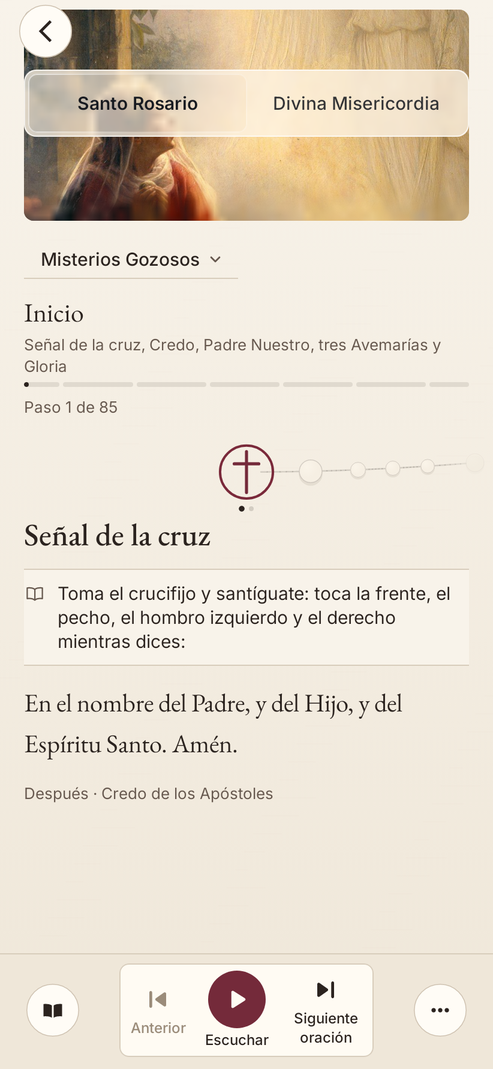 Santo Rosario
Divina Misericordia
Misterios Gozosos
Inicio
Señal de la cruz, Credo, Padre Nuestro, tres Avemarías y
Gloria
Paso 1 de 85
Señal de la cruz
Toma el crucifijo y santíguate: toca la frente, el
pecho, el hombro izquierdo y el derecho
mientras dices:
En el nombre del Padre, y del Hijo, y del
Espíritu Santo. Amén.
Después · Credo de los Apóstoles
Anterior
Escuchar
Siguiente
oración